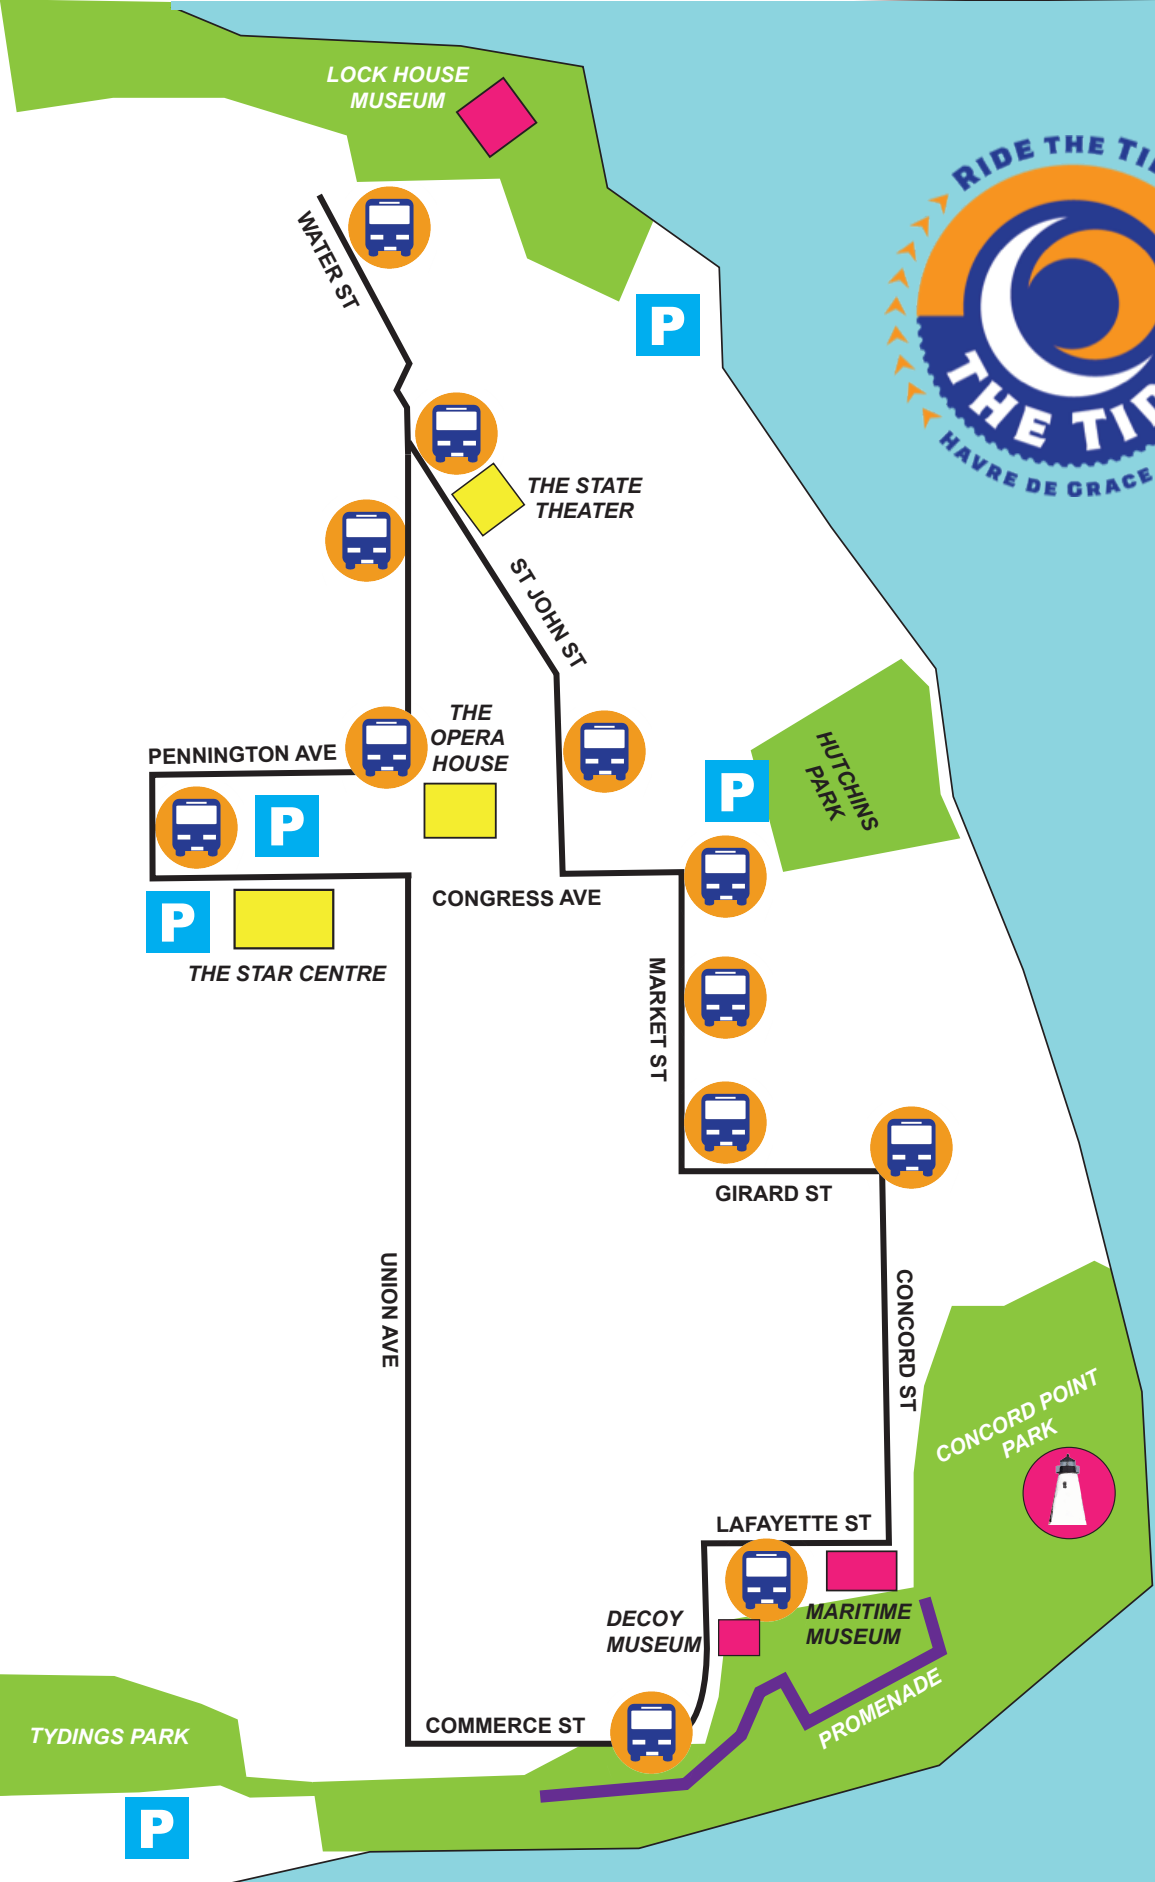 LOCK HOUSE
MUSEUM
RIDE THE
WATER ST
P
THE
HAVRE DE GRACE
THE STATE
THEATER
ST JOHN ST
THE
OPERA
HOUSE
PENNINGTON AVE
HUTCHINS
PARK
P
P
CONGRESS AVE
P
THE STAR CENTRE
MARKET ST
GIRARD ST
UNION AVE
CONCORD ST
CONCORD POINT
PARK
LAFAYETTE ST
DECOY
MUSEUM
MARITIME
MUSEUM
PROMENADE
COMMERCE ST
TYDINGS PARK
P